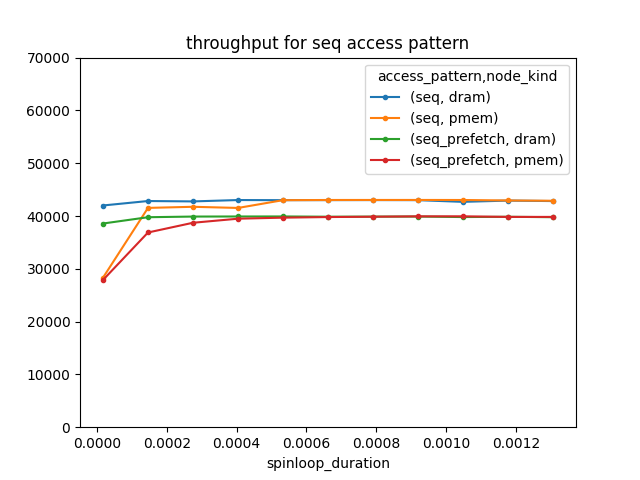 throughput for seq access pattern
70000
60000
50000
40000
30000
20000
10000
0
access_pattern,node_kind
(seq, dram)
(seq, pmem)
(seq_prefetch, dram)
(seq_prefetch, pmem)
0.0000 0.0002 0.0004 0.0006 0.0008 0.0010 0.0012
spinloop_duration